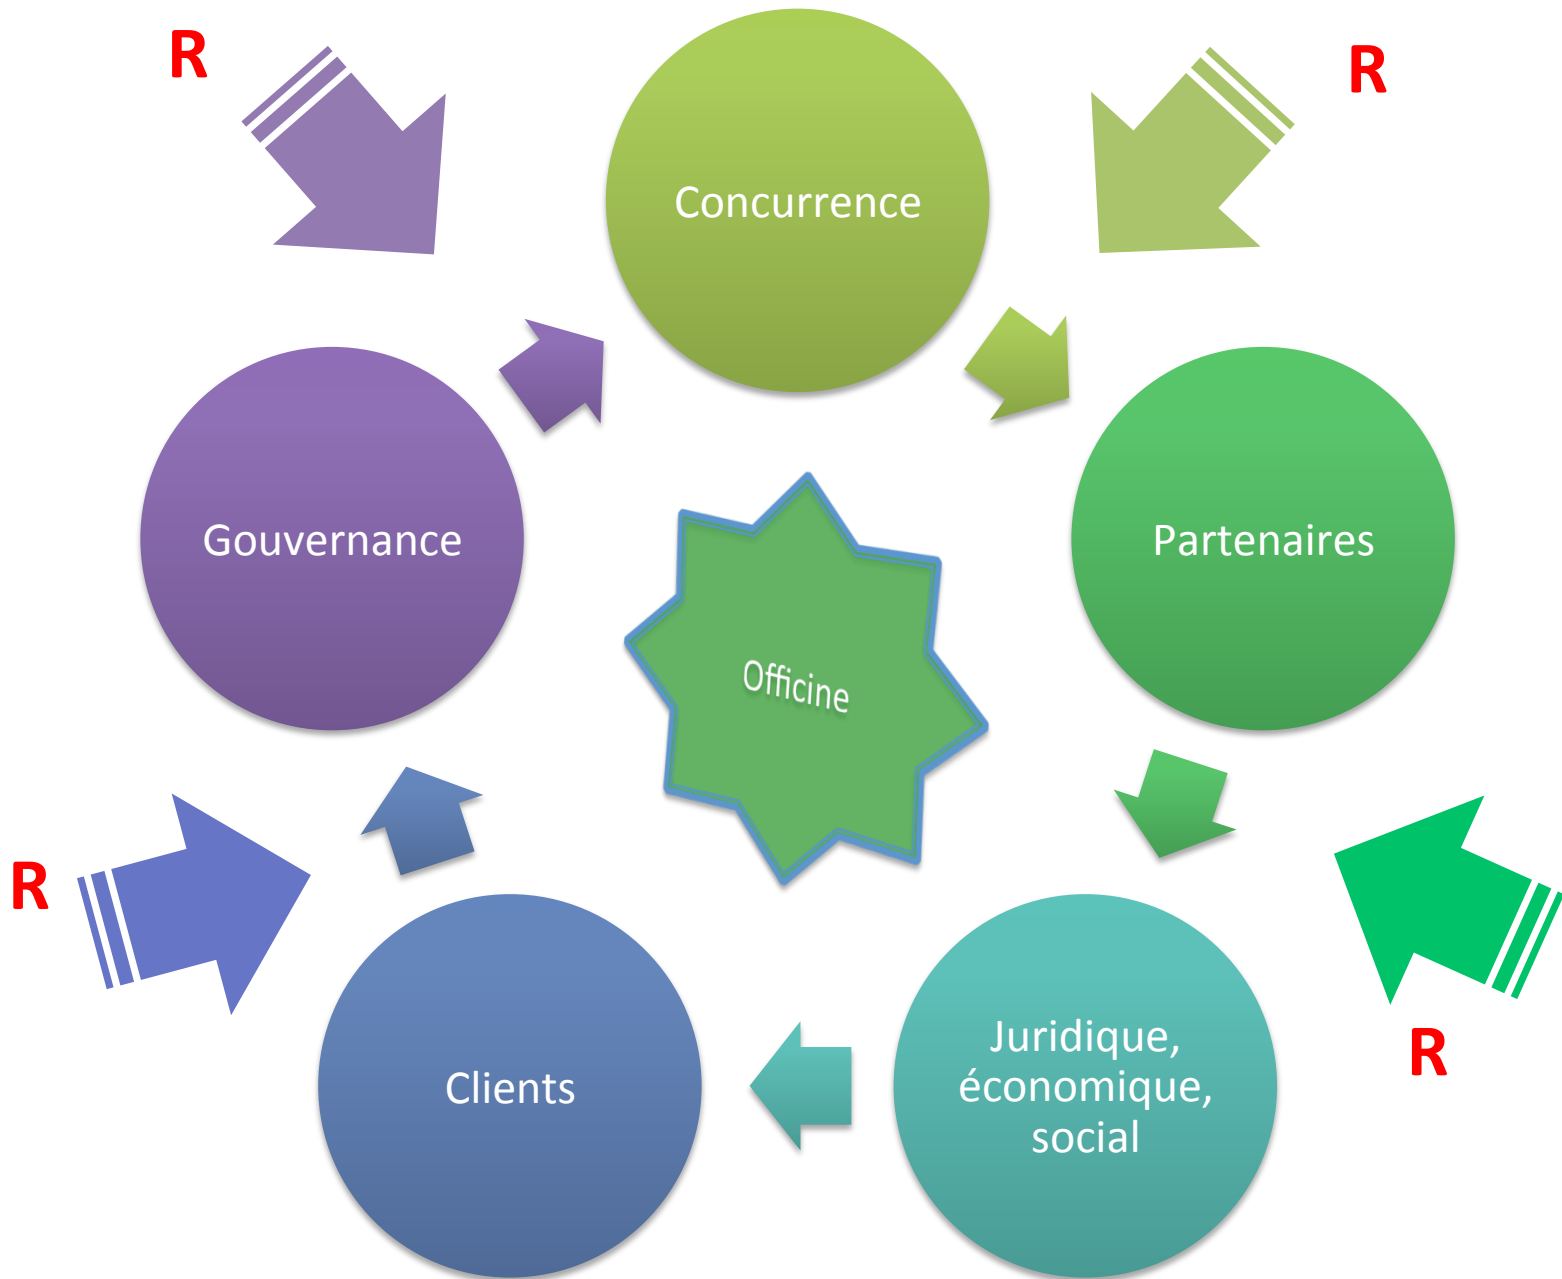 R
R
Concurrence
Gouvernance
Partenaires
Officine
R
Juridique,
économique,
social
Clients
R